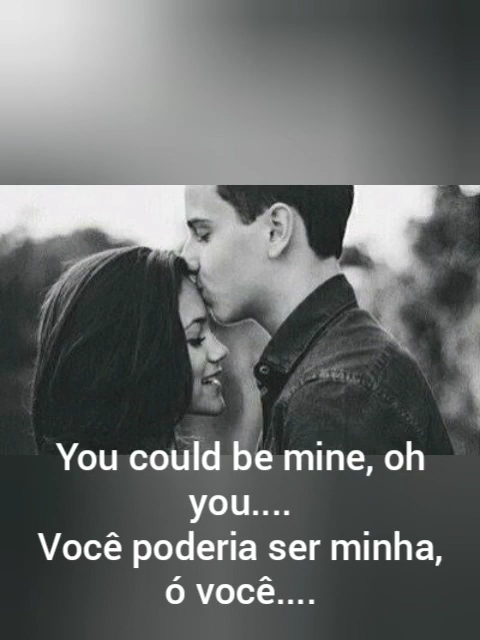 You could be mine, oh
you....
Você poderia ser minha,
ó você....